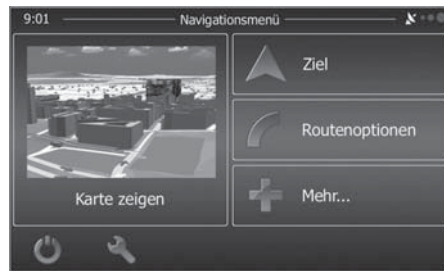 9:01 Navigationsmenü
Ziel
Routenoptionen
Karte zeigen
Mehr...